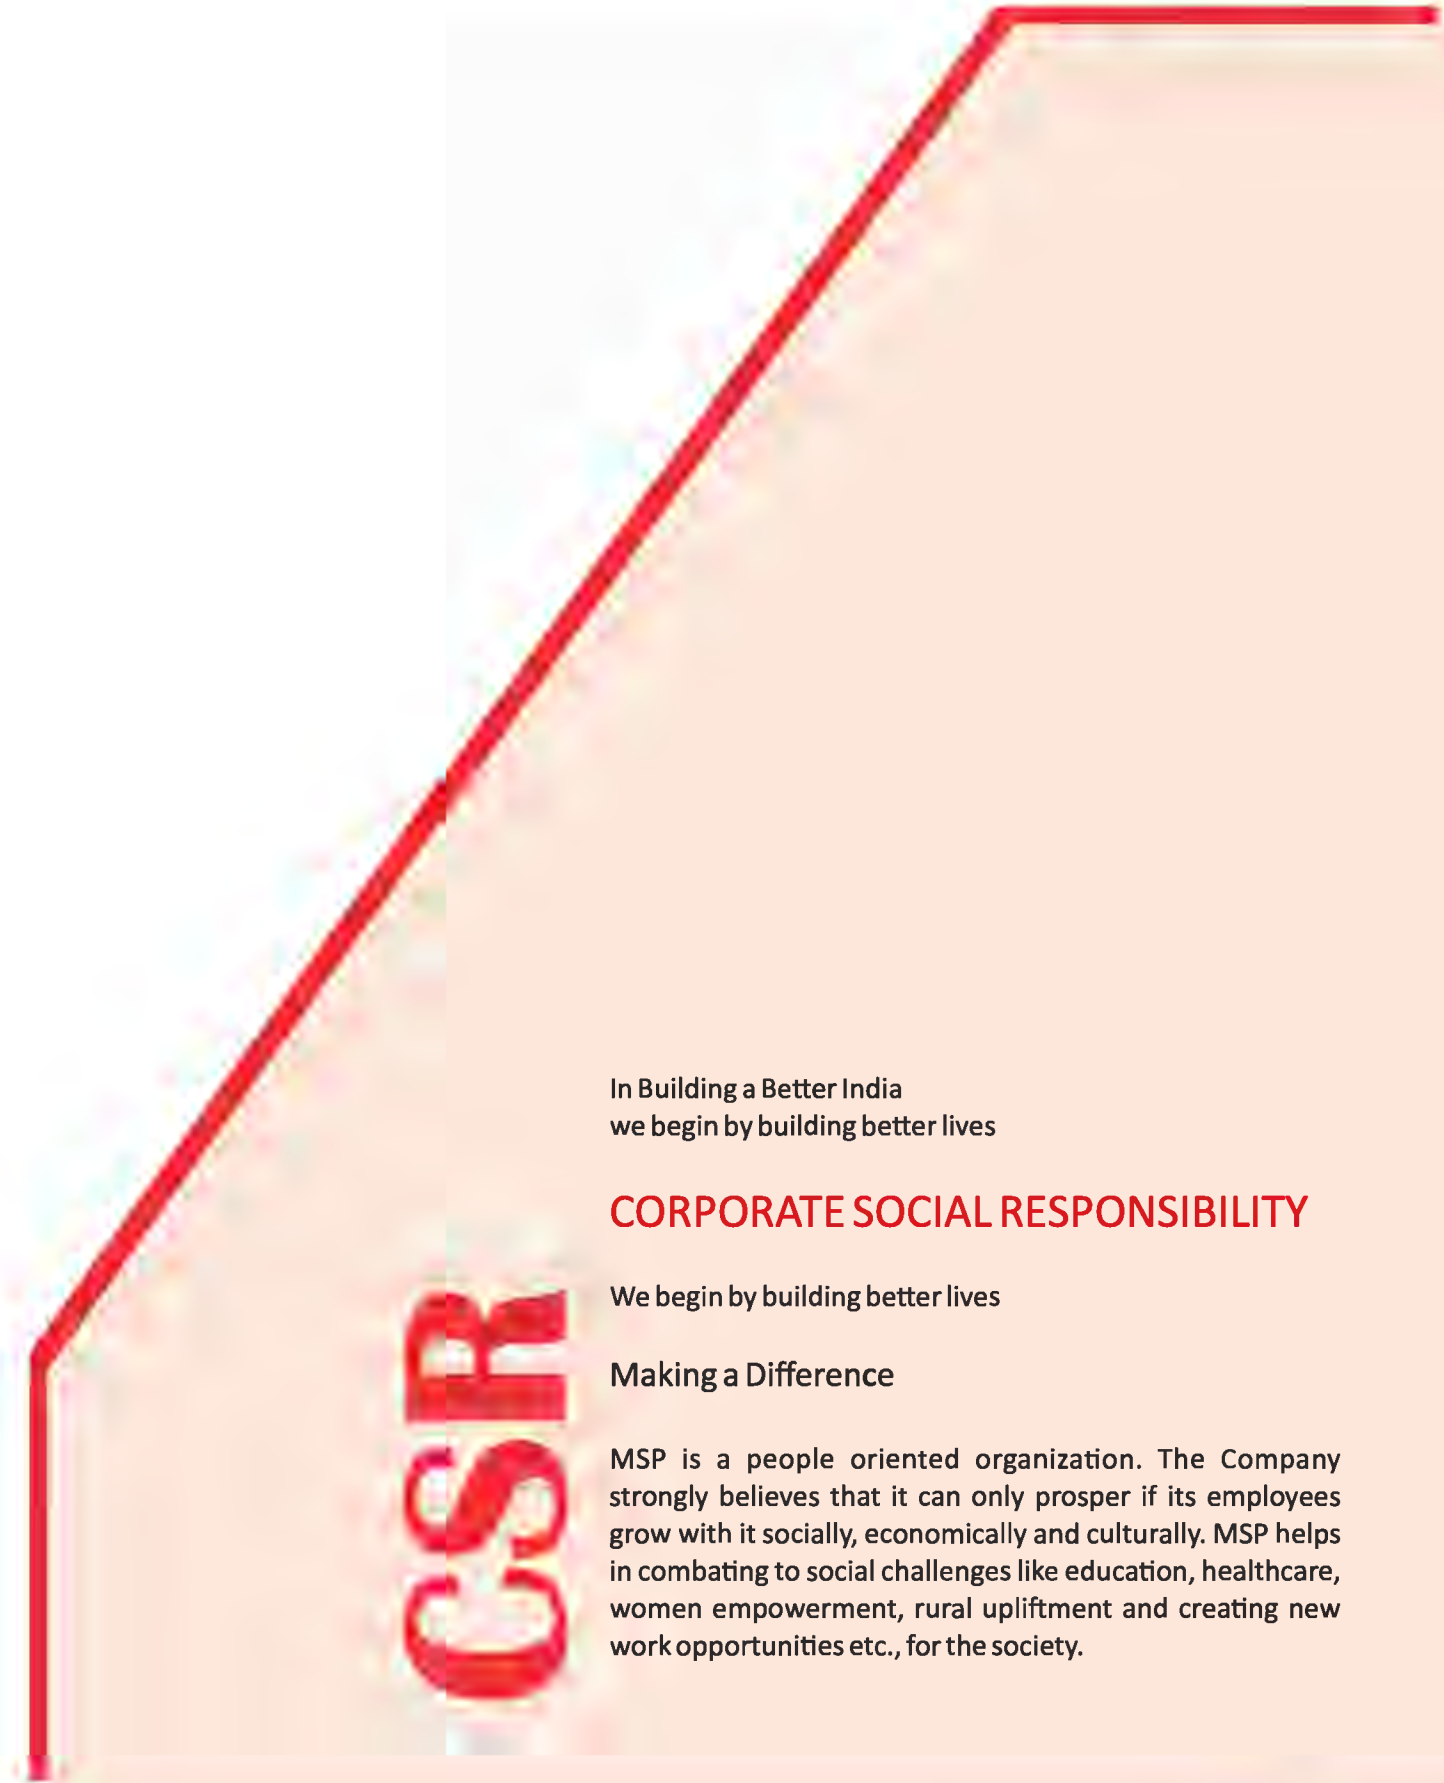 In Building a Better India
we begin by building better lives
CORPORATE SOCIAL RESPONSIBILITY
We begin by building better lives
Making a Difference
MSP is a people oriented organization. The Company
strongly believes that it can only prosper if its employees
grow with it socially, economically and culturally. MSP helps
in combating to social challenges like education, healthcare,
women empowerment, rural upliftment and creating new
work opportunities etc., for the society.
CSR